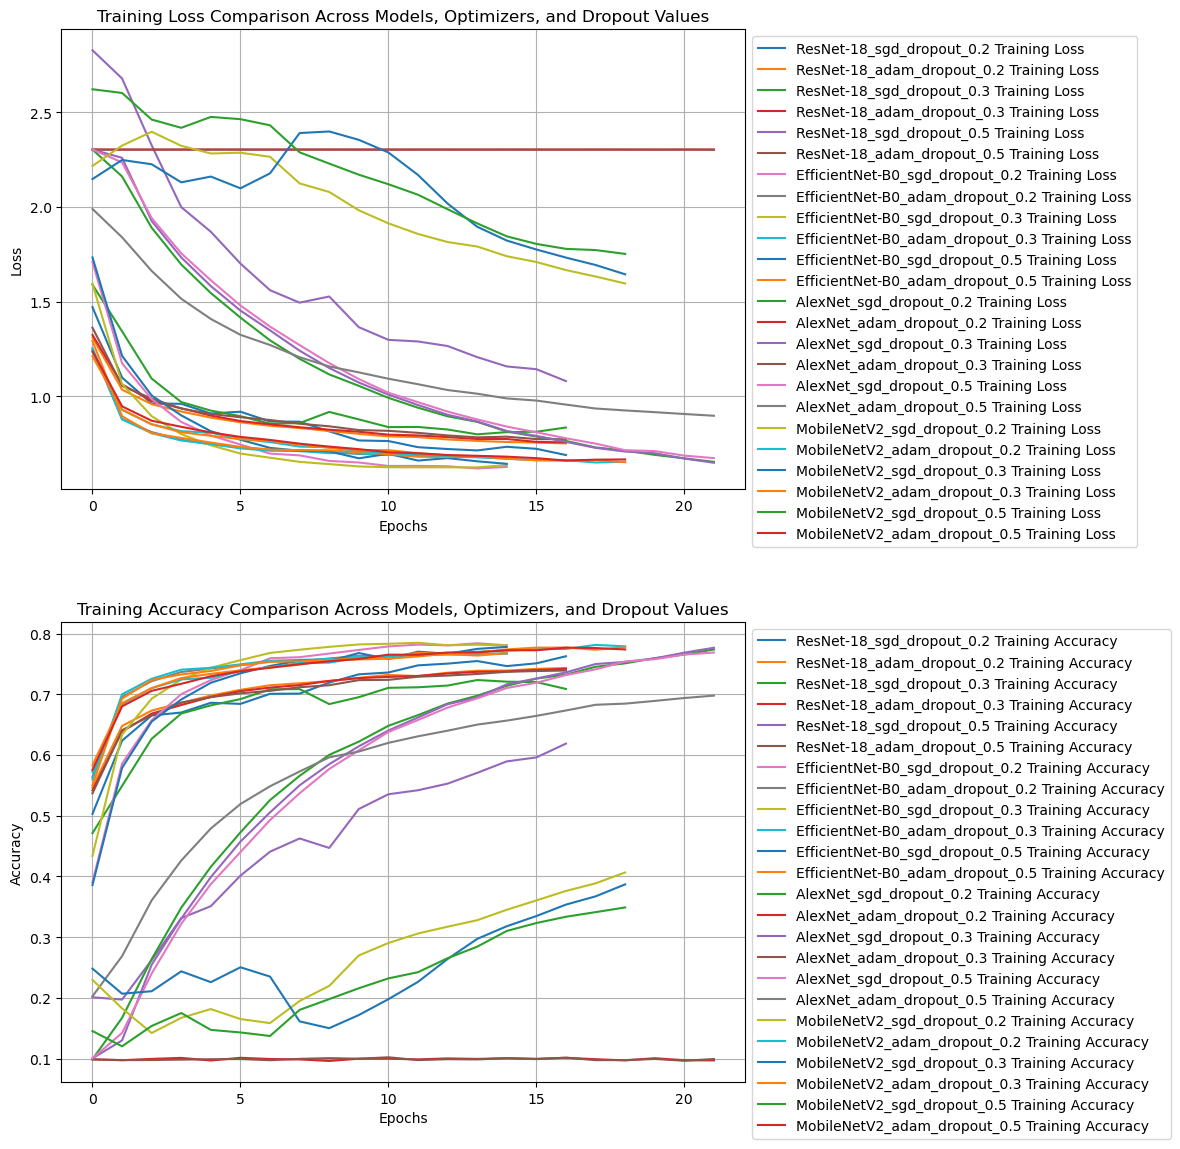 Training Loss Comparison Across Models, Optimizers, and Dropout Values
2.5
2.0
1.5
1.0
Loss
0 5 10 15 20
Epochs
ResNet-18_sgd_dropout_0.2 Training Loss
ResNet-18_adam_dropout_0.2 Training Loss
ResNet-18_sgd_dropout_0.3 Training Loss
ResNet-18_adam_dropout_0.3 Training Loss
ResNet-18_sgd_dropout_0.5 Training Loss
ResNet-18_adam_dropout_0.5 Training Loss
EfficientNet-B0_sgd_dropout_0.2 Training Loss
EfficientNet-B0_adam_dropout_0.2 Training Loss
EfficientNet-B0_sgd_dropout_0.3 Training Loss
EfficientNet-B0_adam_dropout_0.3 Training Loss
EfficientNet-B0_sgd_dropout_0.5 Training Loss
EfficientNet-B0_adam_dropout_0.5 Training Loss
AlexNet_sgd_dropout_0.2 Training Loss
AlexNet_adam_dropout_0.2 Training Loss
AlexNet_sgd_dropout_0.3 Training Loss
AlexNet_adam_dropout_0.3 Training Loss
AlexNet_sgd_dropout_0.5 Training Loss
AlexNet_adam_dropout_0.5 Training Loss
MobileNetV2_sgd_dropout_0.2 Training Loss
MobileNetV2_adam_dropout_0.2 Training Loss
MobileNetV2_sgd_dropout_0.3 Training Loss
MobileNetV2_adam_dropout_0.3 Training Loss
MobileNetV2_sgd_dropout_0.5 Training Loss
MobileNetV2_adam_dropout_0.5 Training Loss
Training Accuracy Comparison Across Models, Optimizers, and Dropout Values
0.8
0.7
0.6
0.5
0.4
0.3
0.2
0.1
Accuracy
0 5 10 15 20
Epochs
ResNet-18_sgd_dropout_0.2 Training Accuracy
ResNet-18_adam_dropout_0.2 Training Accuracy
ResNet-18_sgd_dropout_0.3 Training Accuracy
ResNet-18_adam_dropout_0.3 Training Accuracy
ResNet-18_sgd_dropout_0.5 Training Accuracy
ResNet-18_adam_dropout_0.5 Training Accuracy
EfficientNet-B0_sgd_dropout_0.2 Training Accuracy
EfficientNet-B0_adam_dropout_0.2 Training Accuracy
EfficientNet-B0_sgd_dropout_0.3 Training Accuracy
EfficientNet-B0_adam_dropout_0.3 Training Accuracy
EfficientNet-B0_sgd_dropout_0.5 Training Accuracy
EfficientNet-B0_adam_dropout_0.5 Training Accuracy
AlexNet_sgd_dropout_0.2 Training Accuracy
AlexNet_adam_dropout_0.2 Training Accuracy
AlexNet_sgd_dropout_0.3 Training Accuracy
AlexNet_adam_dropout_0.3 Training Accuracy
AlexNet_sgd_dropout_0.5 Training Accuracy
AlexNet_adam_dropout_0.5 Training Accuracy
MobileNetV2_sgd_dropout_0.2 Training Accuracy
MobileNetV2_adam_dropout_0.2 Training Accuracy
MobileNetV2_sgd_dropout_0.3 Training Accuracy
MobileNetV2_adam_dropout_0.3 Training Accuracy
MobileNetV2_sgd_dropout_0.5 Training Accuracy
MobileNetV2_adam_dropout_0.5 Training Accuracy